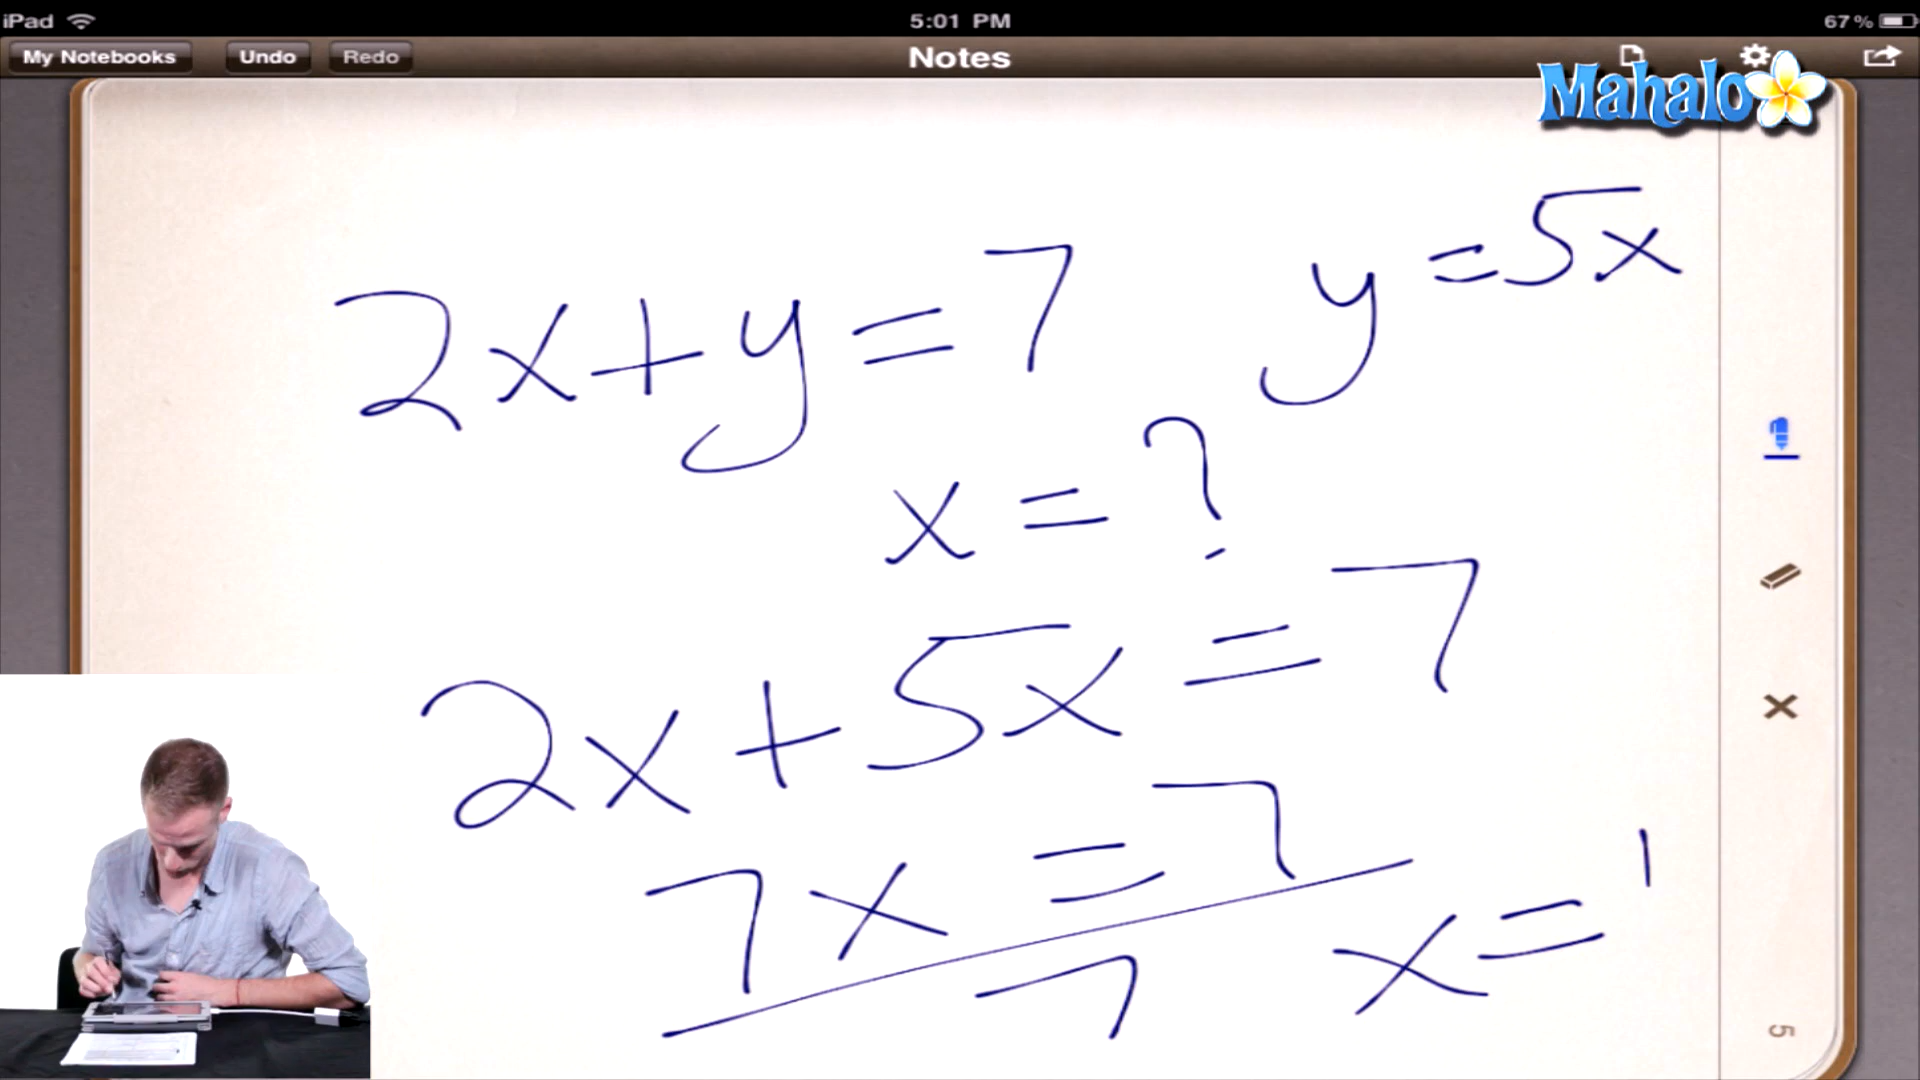 iPad 5:01 PM 67%
My Notebooks Undo Redo Notes
Mahalo
2x+y=7 y=5x
x=?
2x+5x=7
7x=7
7
x=1
5